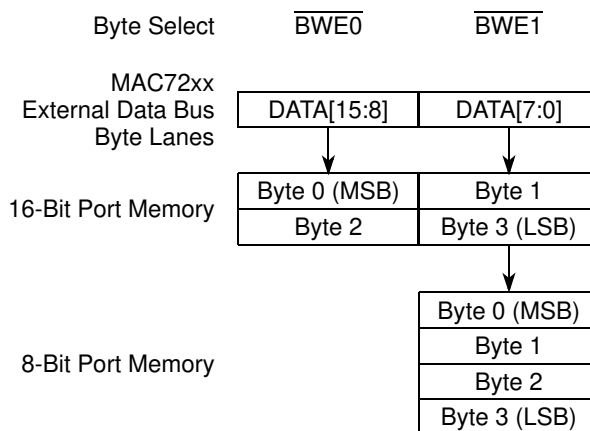 Byte Select BWE0 BWE1
MAC72xx
External Data Bus
Byte Lanes
DATA[15:8] DATA[7:0]
16-Bit Port Memory
Byte 0 (MSB) Byte 1
Byte 2 Byte 3 (LSB)
8-Bit Port Memory
Byte 0 (MSB)
Byte 1
Byte 2
Byte 3 (LSB)